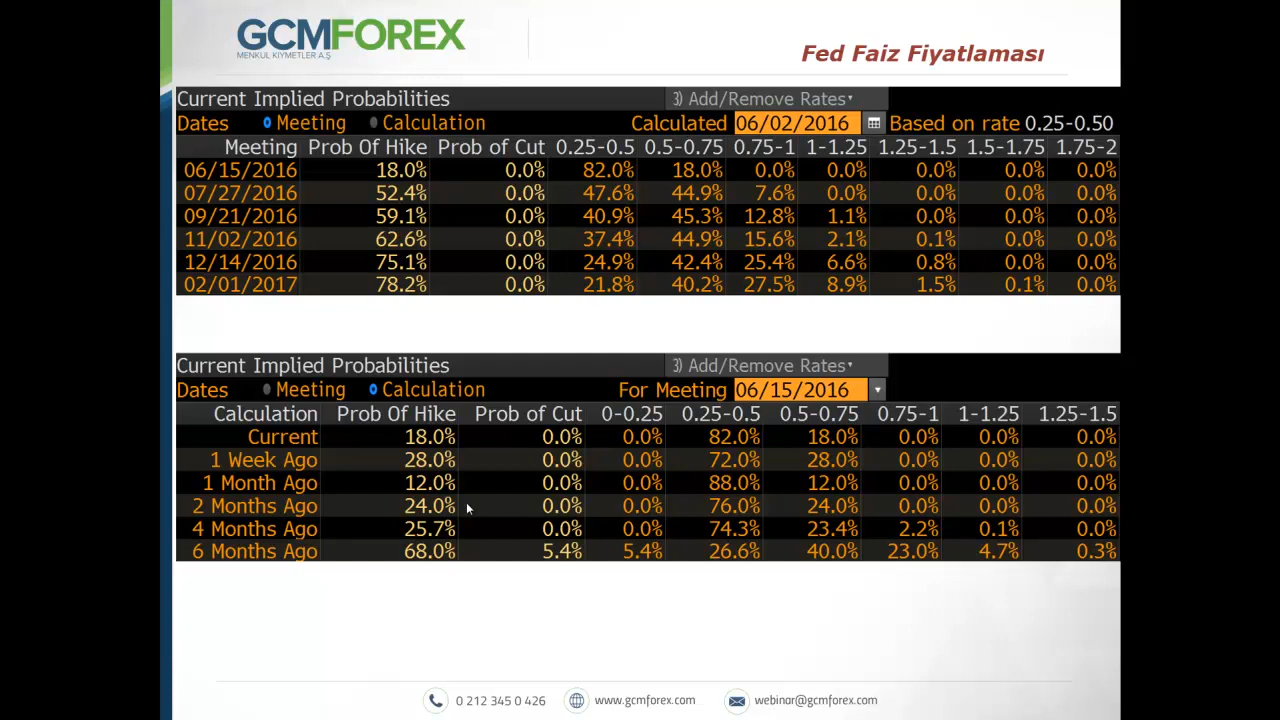 GCMFOREX
MENKUL KIYMETLER A.Ş
Fed Faiz Fiyatlaması
Current Implied Probabilities 3) Add/Remove Rates
Dates Meeting Calculation Calculated 06/02/2016 Based on rate 0.25-0.50
Meeting Prob Of Hike Prob of Cut 0.25-0.5 0.5-0.75 0.75-1 1-1.25 1.25-1.5 1.5-1.75 1.75-2
06/15/2016 18.0% 0.0% 82.0% 18.0% 0.0% 0.0% 0.0% 0.0% 0.0%
07/27/2016 52.4% 0.0% 47.6% 44.9% 7.6% 0.0% 0.0% 0.0% 0.0%
09/21/2016 59.1% 0.0% 40.9% 45.3% 12.8% 1.1% 0.0% 0.0% 0.0%
11/02/2016 62.6% 0.0% 37.4% 44.9% 15.6% 2.1% 0.1% 0.0% 0.0%
12/14/2016 75.1% 0.0% 24.9% 42.4% 25.4% 6.6% 0.8% 0.0% 0.0%
02/01/2017 78.2% 0.0% 21.8% 40.2% 27.5% 8.9% 1.5% 0.1% 0.0%
Current Implied Probabilities 3) Add/Remove Rates
Dates Meeting Calculation For Meeting 06/15/2016
Calculation Prob Of Hike Prob of Cut 0-0.25 0.25-0.5 0.5-0.75 0.75-1 1-1.25 1.25-1.5
Current 18.0% 0.0% 0.0% 82.0% 18.0% 0.0% 0.0% 0.0%
1 Week Ago 28.0% 0.0% 0.0% 72.0% 28.0% 0.0% 0.0% 0.0%
1 Month Ago 12.0% 0.0% 0.0% 88.0% 12.0% 0.0% 0.0% 0.0%
2 Months Ago 24.0% 0.0% 0.0% 76.0% 24.0% 0.0% 0.0% 0.0%
4 Months Ago 25.7% 0.0% 0.0% 74.3% 23.4% 2.2% 0.1% 0.0%
6 Months Ago 68.0% 5.4% 5.4% 26.6% 40.0% 23.0% 4.7% 0.3%
0 212 345 0 426 www.gcmforex.com webinar@gcmforex.com